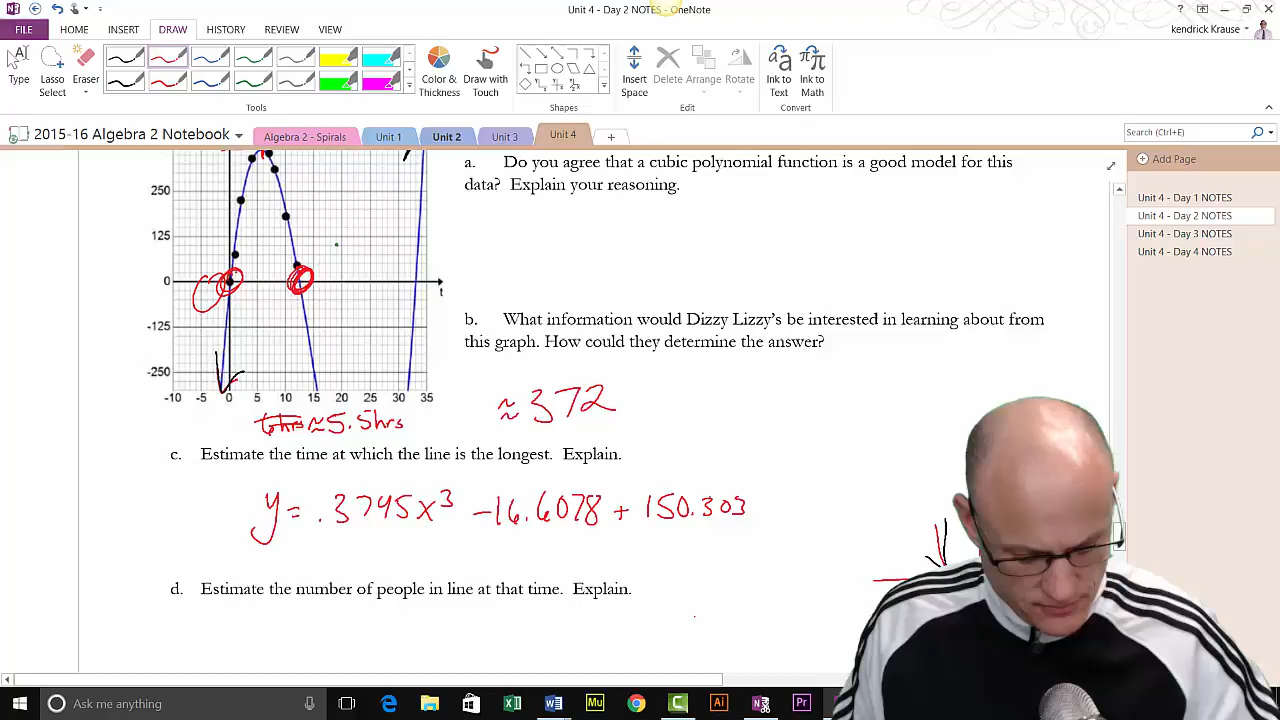 Unit 4 - Day 2 NOTES - OneNote
FILE HOME INSERT DRAW HISTORY REVIEW VIEW
kendrick Krause
Type Lasso Select Eraser
Color & Thickness Draw with Touch
Insert Space Delete Arrange Rotate
Ink to Text Ink to Math
Tools Shapes Edit Convert
2015-16 Algebra 2 Notebook
Algebra 2 - Spirals Unit 1 Unit 2 Unit 3 Unit 4
Search (Ctrl+E)
Add Page
Unit 4 - Day 1 NOTES
Unit 4 - Day 2 NOTES
Unit 4 - Day 3 NOTES
Unit 4 - Day 4 NOTES
250
125
0
-125
-250
-10 -5 0 5 10 15 20 25 30 35
t
a. Do you agree that a cubic polynomial function is a good model for this
data? Explain your reasoning.
b. What information would Dizzy Lizzy's be interested in learning about from
this graph. How could they determine the answer?
≈372
6hrs ≈5.5hrs
c. Estimate the time at which the line is the longest. Explain.
y = .3795x³ -16.6078 + 150.303
d. Estimate the number of people in line at that time. Explain.
Ask me anything